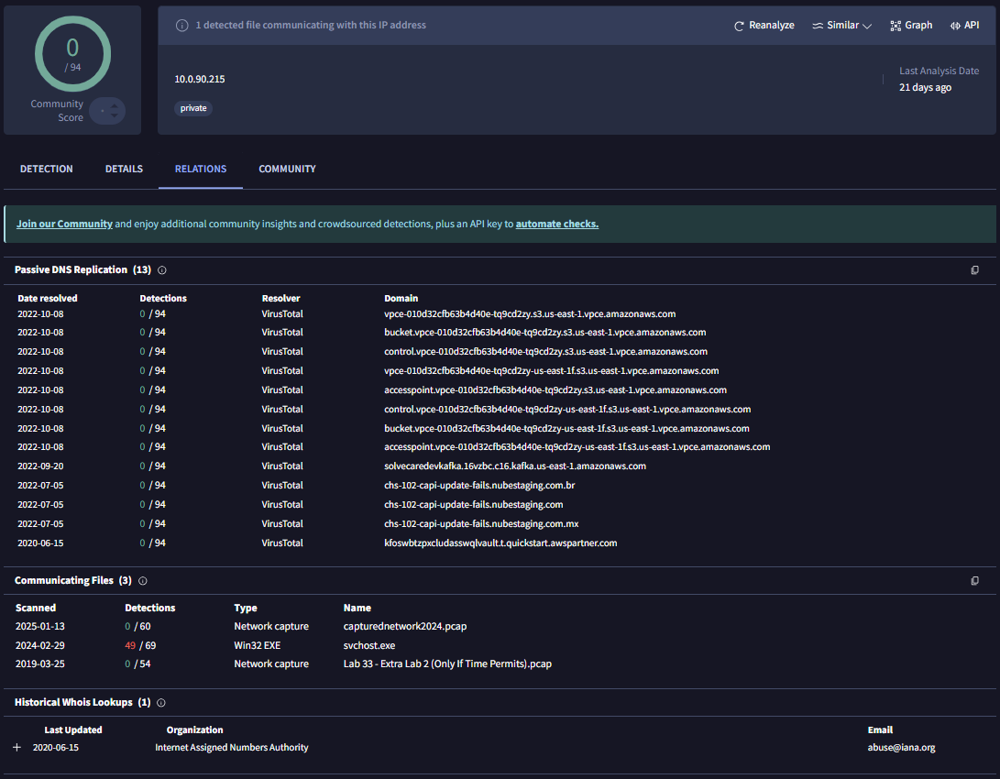 0
/ 94
Community Score
-
1 detected file communicating with this IP address
Reanalyze
Similar
Graph
API
10.0.90.215
private
Last Analysis Date
21 days ago
DETECTION DETAILS RELATIONS COMMUNITY
Join our Community and enjoy additional community insights and crowdsourced detections, plus an API key to automate checks.
Passive DNS Replication (13)
Date resolved Detections Resolver Domain
2022-10-08 0 / 94 VirusTotal vpce-010d32cfb63b4d40e-tq9cd2zy.s3.us-east-1.vpce.amazonaws.com
2022-10-08 0 / 94 VirusTotal bucket.vpce-010d32cfb63b4d40e-tq9cd2zy.s3.us-east-1.vpce.amazonaws.com
2022-10-08 0 / 94 VirusTotal control.vpce-010d32cfb63b4d40e-tq9cd2zy.s3.us-east-1.vpce.amazonaws.com
2022-10-08 0 / 94 VirusTotal vpce-010d32cfb63b4d40e-tq9cd2zy-us-east-1f.s3.us-east-1.vpce.amazonaws.com
2022-10-08 0 / 94 VirusTotal accesspoint.vpce-010d32cfb63b4d40e-tq9cd2zy.s3.us-east-1.vpce.amazonaws.com
2022-10-08 0 / 94 VirusTotal control.vpce-010d32cfb63b4d40e-tq9cd2zy-us-east-1f.s3.us-east-1.vpce.amazonaws.com
2022-10-08 0 / 94 VirusTotal bucket.vpce-010d32cfb63b4d40e-tq9cd2zy-us-east-1f.s3.us-east-1.vpce.amazonaws.com
2022-10-08 0 / 94 VirusTotal accesspoint.vpce-010d32cfb63b4d40e-tq9cd2zy-us-east-1f.s3.us-east-1.vpce.amazonaws.com
2022-09-20 0 / 94 VirusTotal solvecaredevkafka.16vzbc.c16.kafka.us-east-1.amazonaws.com
2022-07-05 0 / 94 VirusTotal chs-102-capi-update-fails.nubestaging.com.br
2022-07-05 0 / 94 VirusTotal chs-102-capi-update-fails.nubestaging.com
2022-07-05 0 / 94 VirusTotal chs-102-capi-update-fails.nubestaging.com.mx
2020-06-15 0 / 94 VirusTotal kfoswbtzpxcludasswqlvault.t.quickstart.awspartner.com
Communicating Files (3)
Scanned Detections Type Name
2025-01-13 0 / 60 Network capture capturednetwork2024.pcap
2024-02-29 49 / 69 Win32 EXE svchost.exe
2019-03-25 0 / 54 Network capture Lab 33 - Extra Lab 2 (Only If Time Permits).pcap
Historical Whois Lookups (1)
Last Updated Organization Email
+ 2020-06-15 Internet Assigned Numbers Authority abuse@iana.org